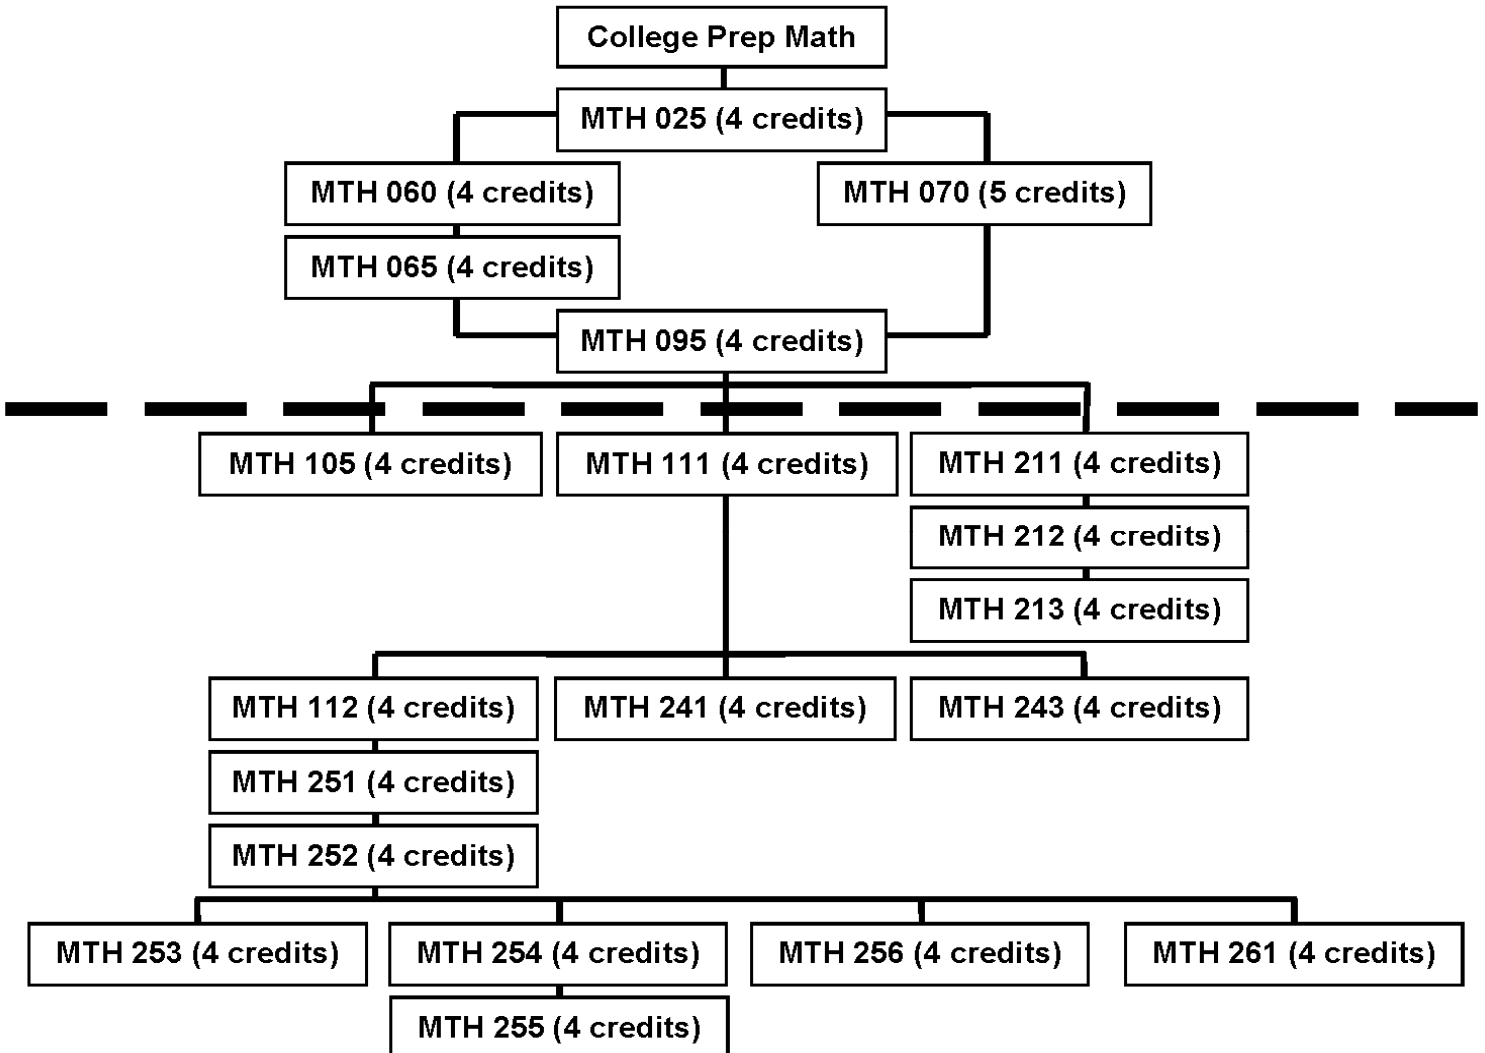 College Prep Math
MTH 025 (4 credits)
MTH 060 (4 credits)
MTH 070 (5 credits)
MTH 065 (4 credits)
MTH 095 (4 credits)
MTH 105 (4 credits)
MTH 111 (4 credits)
MTH 211 (4 credits)
MTH 212 (4 credits)
MTH 213 (4 credits)
MTH 112 (4 credits)
MTH 241 (4 credits)
MTH 243 (4 credits)
MTH 251 (4 credits)
MTH 252 (4 credits)
MTH 253 (4 credits)
MTH 254 (4 credits)
MTH 256 (4 credits)
MTH 261 (4 credits)
MTH 255 (4 credits)